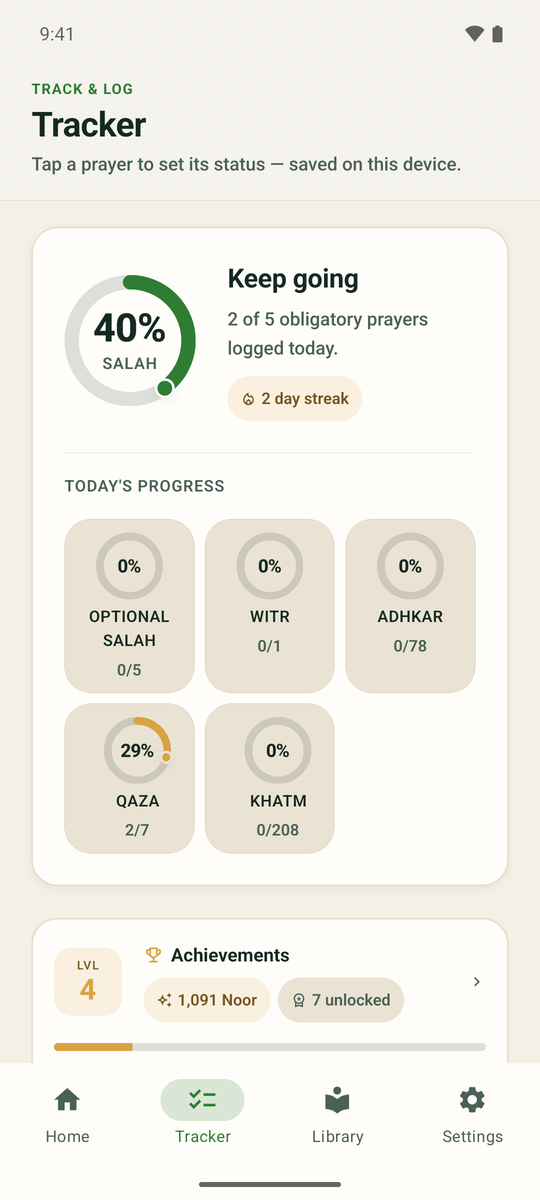 9:41
TRACK & LOG
Tracker
Tap a prayer to set its status — saved on this device.
40%
SALAH
Keep going
2 of 5 obligatory prayers
logged today.
2 day streak
TODAY'S PROGRESS
0%
OPTIONAL
SALAH
0/5
0%
WITR
0/1
0%
ADHKAR
0/78
29%
QAZA
2/7
0%
KHATM
0/208
LVL
4
Achievements
1,091 Noor
7 unlocked
Home
Tracker
Library
Settings